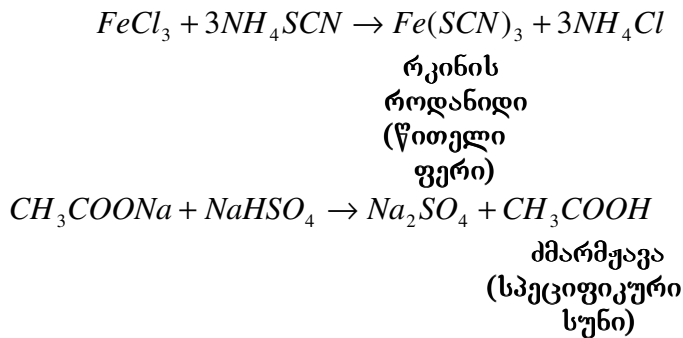 FeCl₃ + 3NH₄SCN → Fe(SCN)₃ + 3NH₄Cl
რკინის
როდანიდი
(წითელი
ფერი)
CH₃COONa + NaHSO₄ → Na₂SO₄ + CH₃COOH
ძმარმჟავა
(სპეციფიკური
სუნი)